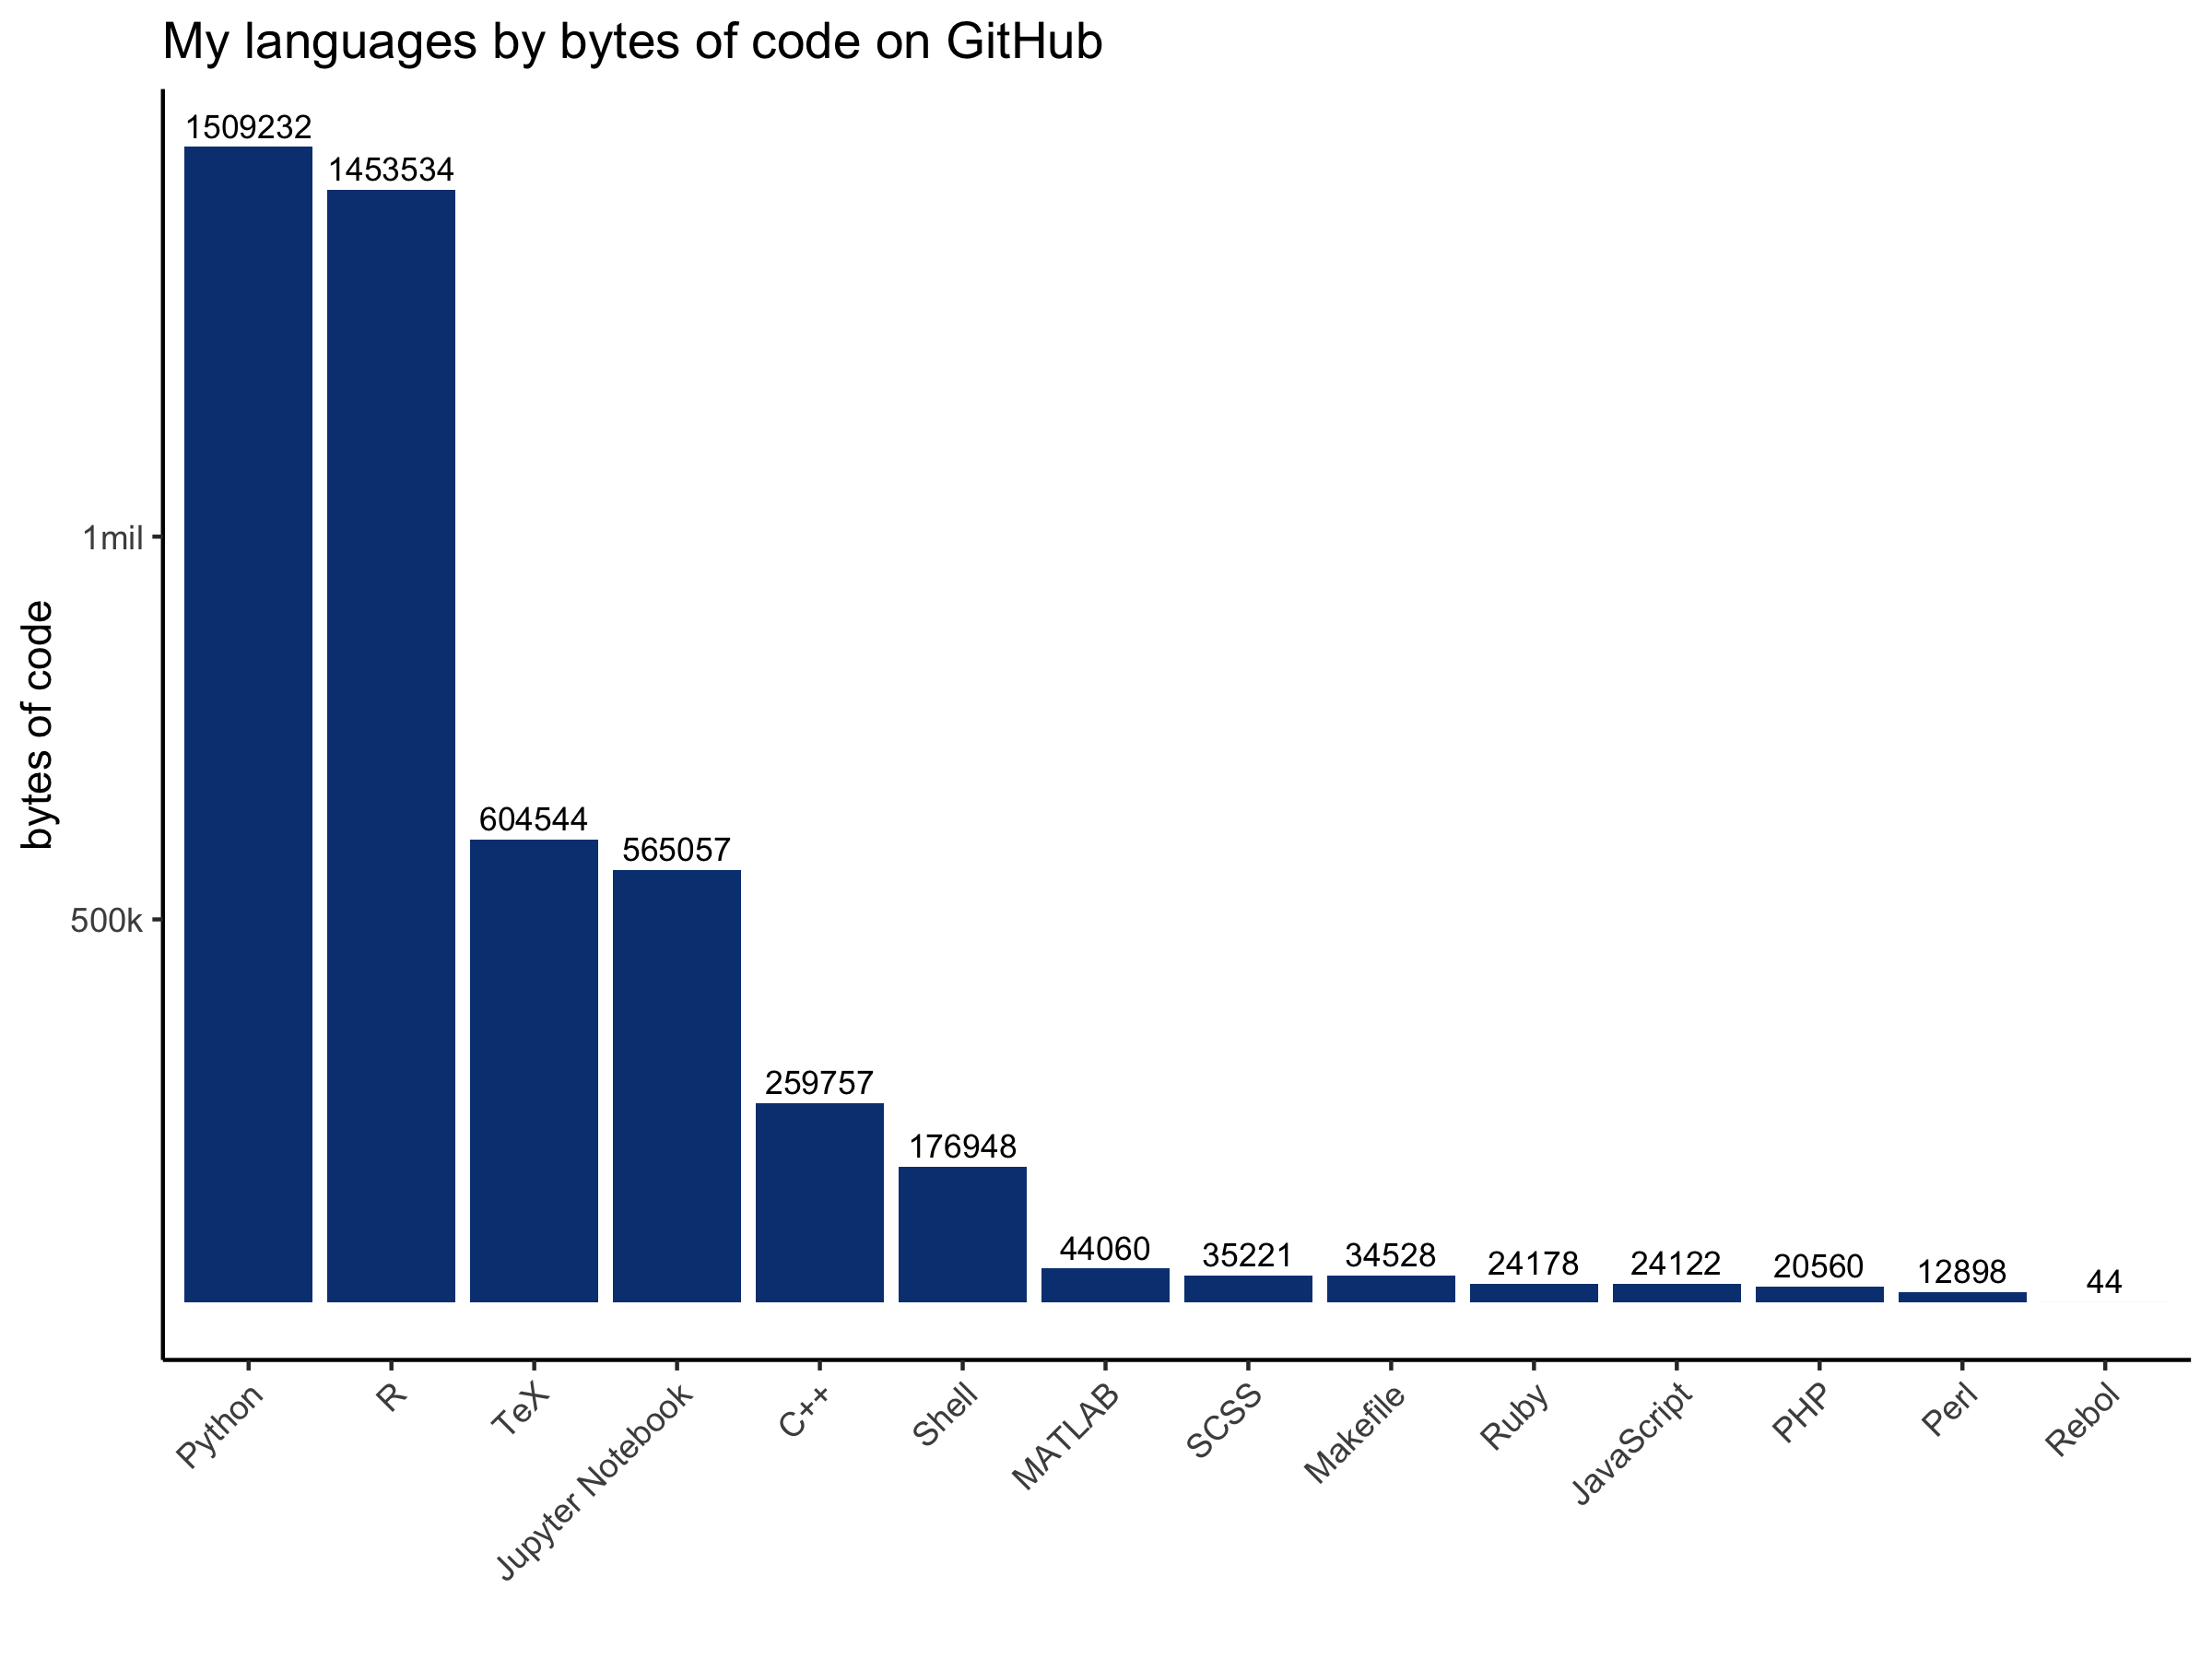 My languages by bytes of code on GitHub
bytes of code
1mil
500k
1509232
1453534
604544
565057
259757
176948
44060
35221
34528
24178
24122
20560
12898
44
Python
R
TeX
Jupyter Notebook
C++
Shell
MATLAB
SCSS
Makefile
Ruby
JavaScript
PHP
Perl
Rebol